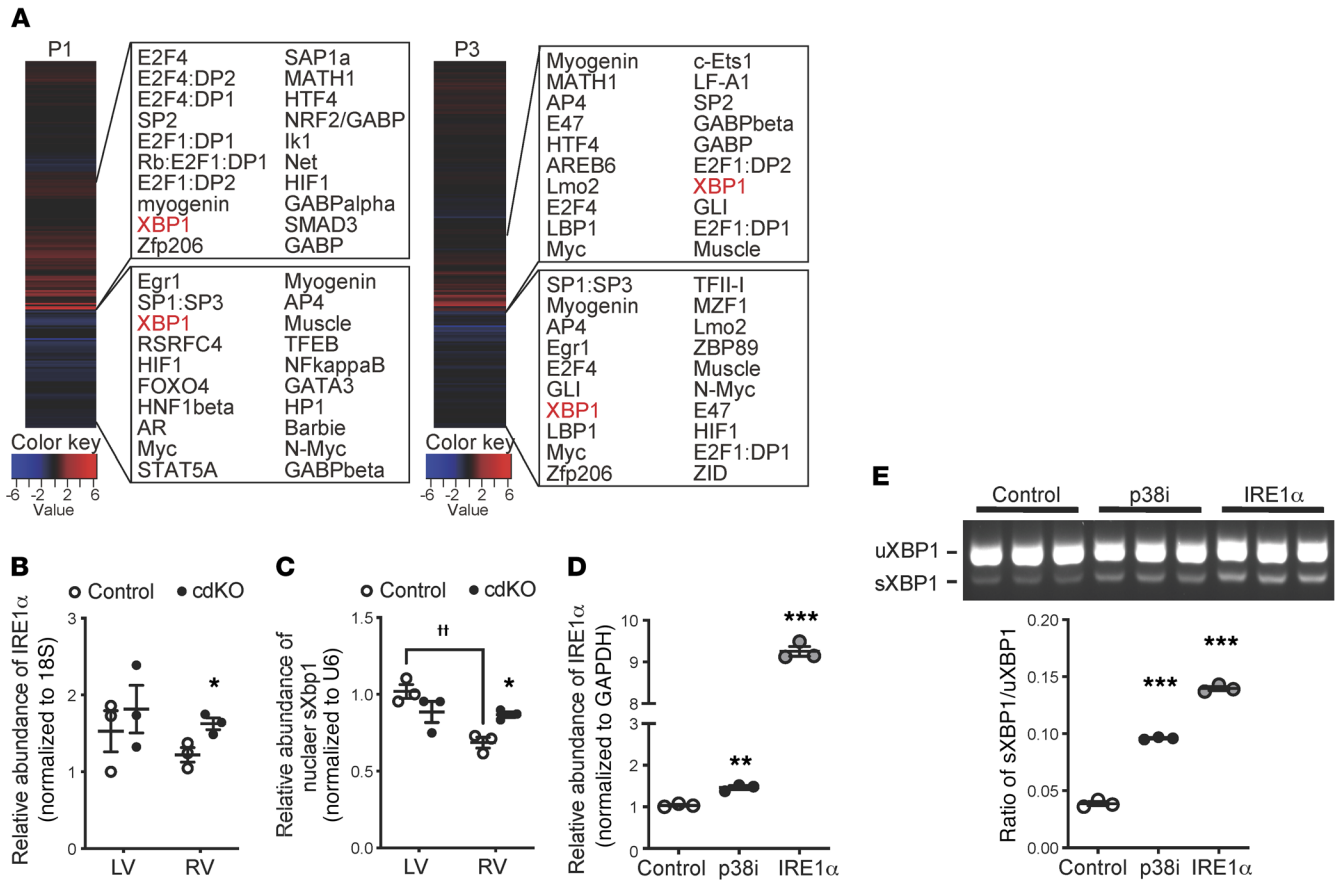 A
P1
E2F4 SAP1a
E2F4:DP2 MATH1
E2F4:DP1 HTF4
SP2 NRF2/GABP
E2F1:DP1 Ik1
Rb:E2F1:DP1 Net
E2F1:DP2 HIF1
myogenin GABPalpha
XBP1 SMAD3
Zfp206 GABP
Egr1 Myogenin
SP1:SP3 AP4
XBP1 Muscle
RSRFC4 TFEB
HIF1 NFkappaB
FOXO4 GATA3
HNF1beta HP1
AR Barbie
Myc N-Myc
STAT5A GABPbeta
Color key
-6 -2 2 6
Value
P3
Myogenin c-Ets1
MATH1 LF-A1
AP4 SP2
E47 GABPbeta
HTF4 GABP
AREB6 E2F1:DP2
Lmo2 XBP1
E2F4 GLI
LBP1 E2F1:DP1
Myc Muscle
SP1:SP3 TFII-I
Myogenin MZF1
AP4 Lmo2
Egr1 ZBP89
E2F4 Muscle
GLI N-Myc
XBP1 E47
LBP1 HIF1
Myc E2F1:DP1
Zfp206 ZID
Color key
-6 -2 2 6
Value
B
Control cdKO
Relative abundance of IRE1α
(normalized to 18S)
3
2
1
0
*
LV RV
C
Control cdKO
Relative abundance of
nuclaer sXbp1
(normalized to U6)
1.5
1.0
0.5
0.0
††
*
LV RV
D
Relative abundance of IRE1α
(normalized to GAPDH)
10
9
8
3
2
1
0
**
***
Control p38i IRE1α
E
Control p38i IRE1α
uXBP1
sXBP1
Ratio of sXBP1/uXBP1
0.20
0.15
0.10
0.05
0.00
***
***
Control p38i IRE1α